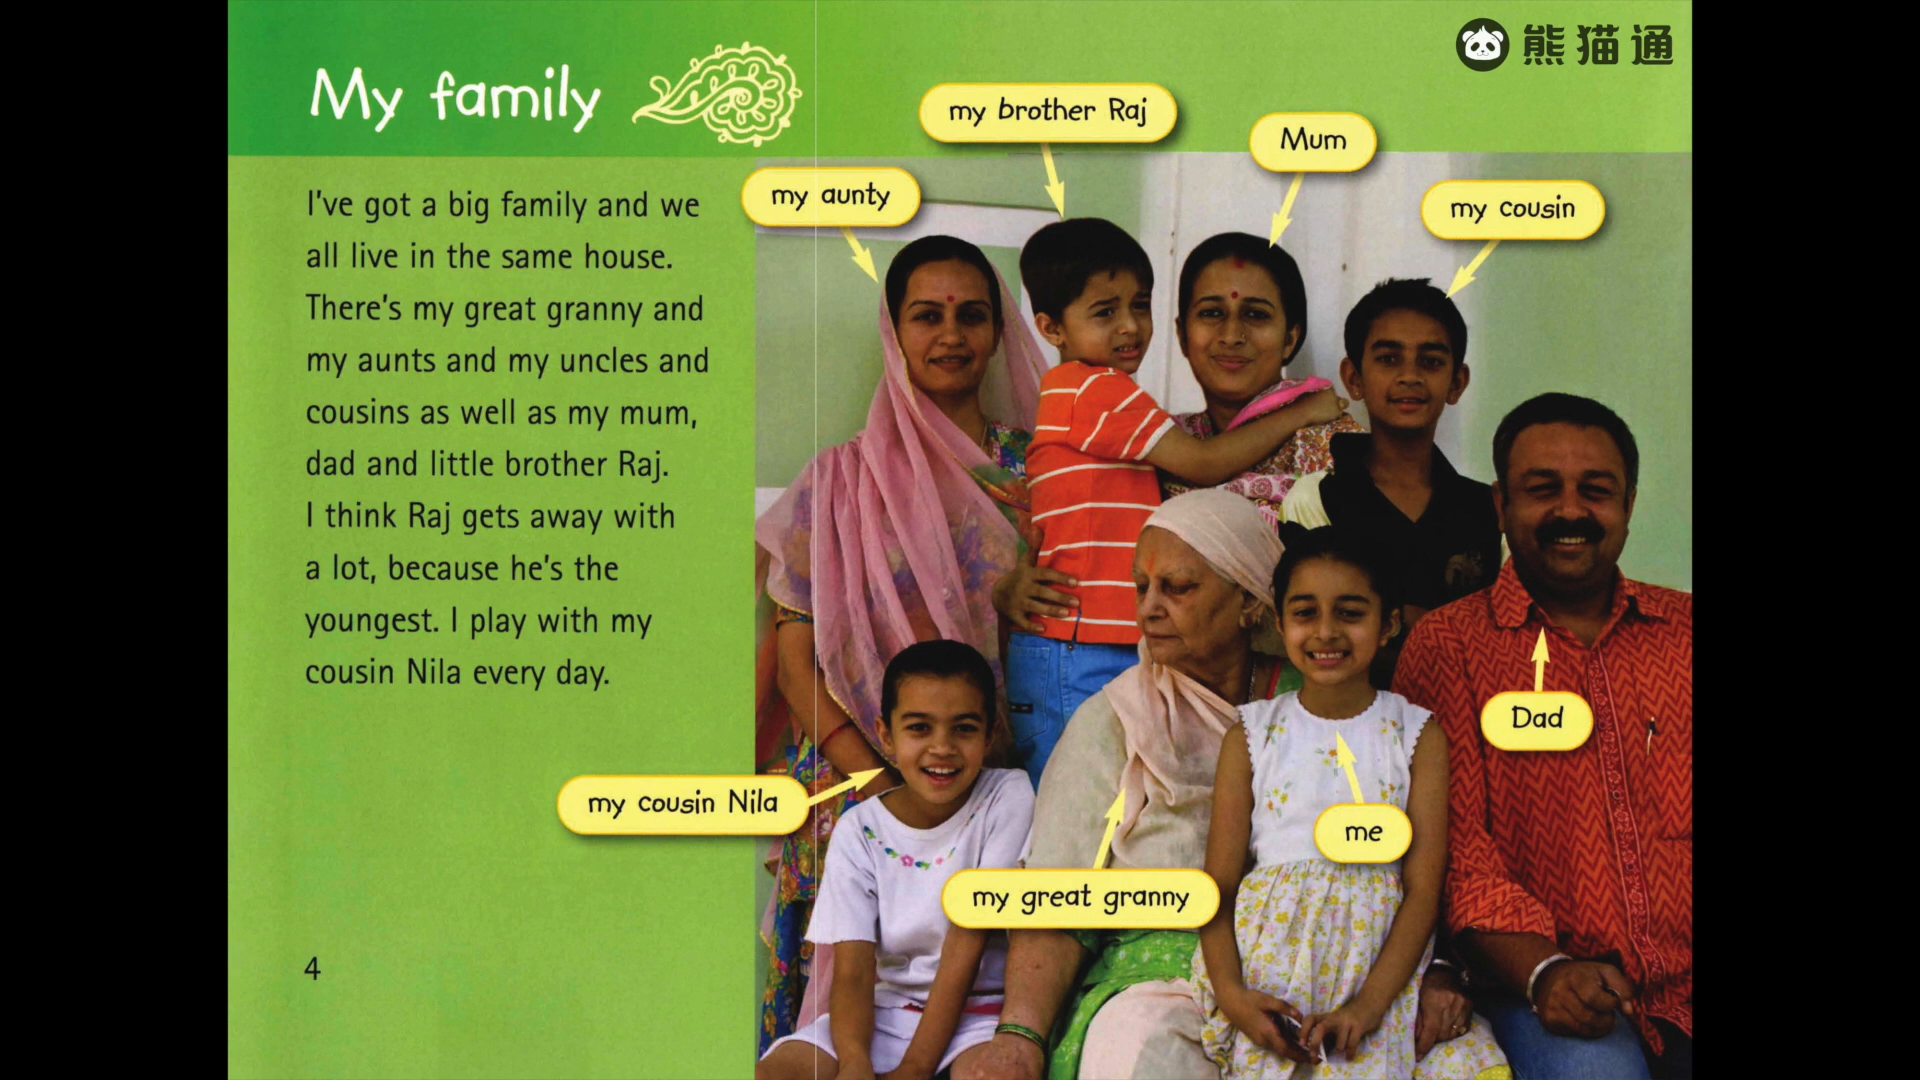 熊猫通
My family
my brother Raj
Mum
my aunty
my cousin
I've got a big family and we
all live in the same house.
There's my great granny and
my aunts and my uncles and
cousins as well as my mum,
dad and little brother Raj.
I think Raj gets away with
a lot, because he's the
youngest. I play with my
cousin Nila every day.
Dad
my cousin Nila
me
my great granny
4